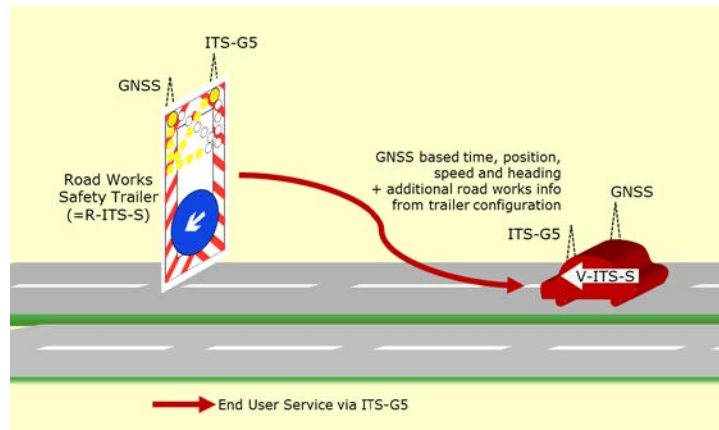 ITS-G5
GNSS
Road Works
Safety Trailer
(=R-ITS-S)
GNSS based time, position,
speed and heading
+ additional road works info
from trailer configuration
GNSS
ITS-G5
V-ITS-S
End User Service via ITS-G5